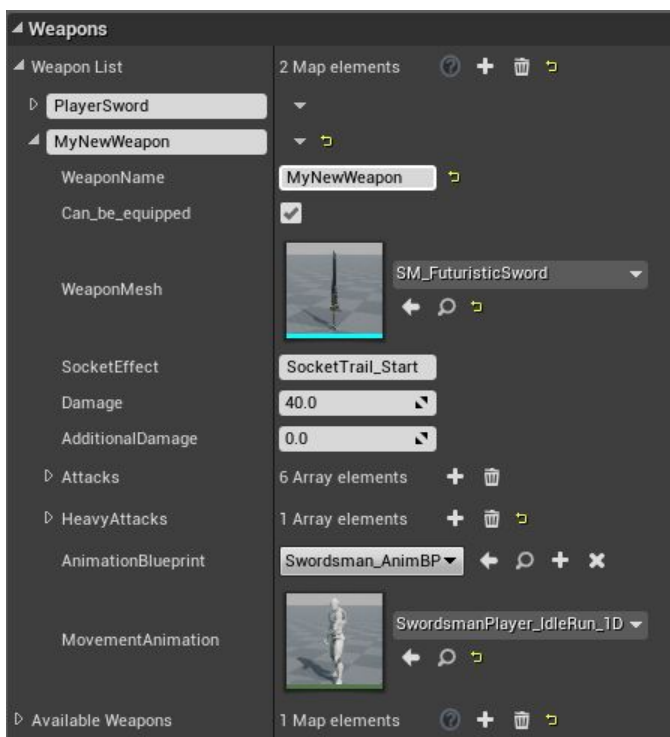 Weapons
Weapon List 2 Map elements
PlayerSword
MyNewWeapon
WeaponName MyNewWeapon
Can_be_equipped
SM_FuturisticSword
WeaponMesh
SocketEffect SocketTrail_Start
Damage 40.0
AdditionalDamage 0.0
Attacks 6 Array elements
HeavyAttacks 1 Array elements
AnimationBlueprint Swordsman_AnimBP
SwordsmanPlayer_IdleRun_1D
MovementAnimation
Available Weapons 1 Map elements